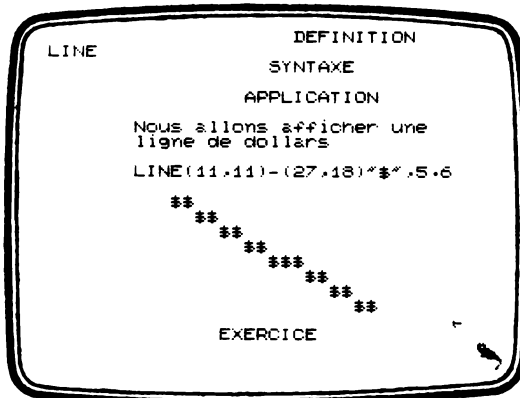 DEFINITION
LINE
SYNTAXE
APPLICATION
Nous allons afficher une
ligne de dollars
LINE(11,11)-(27,18)"$",5,6
$$
$$
$$
$$
$$$
$$
$$
$$
EXERCICE